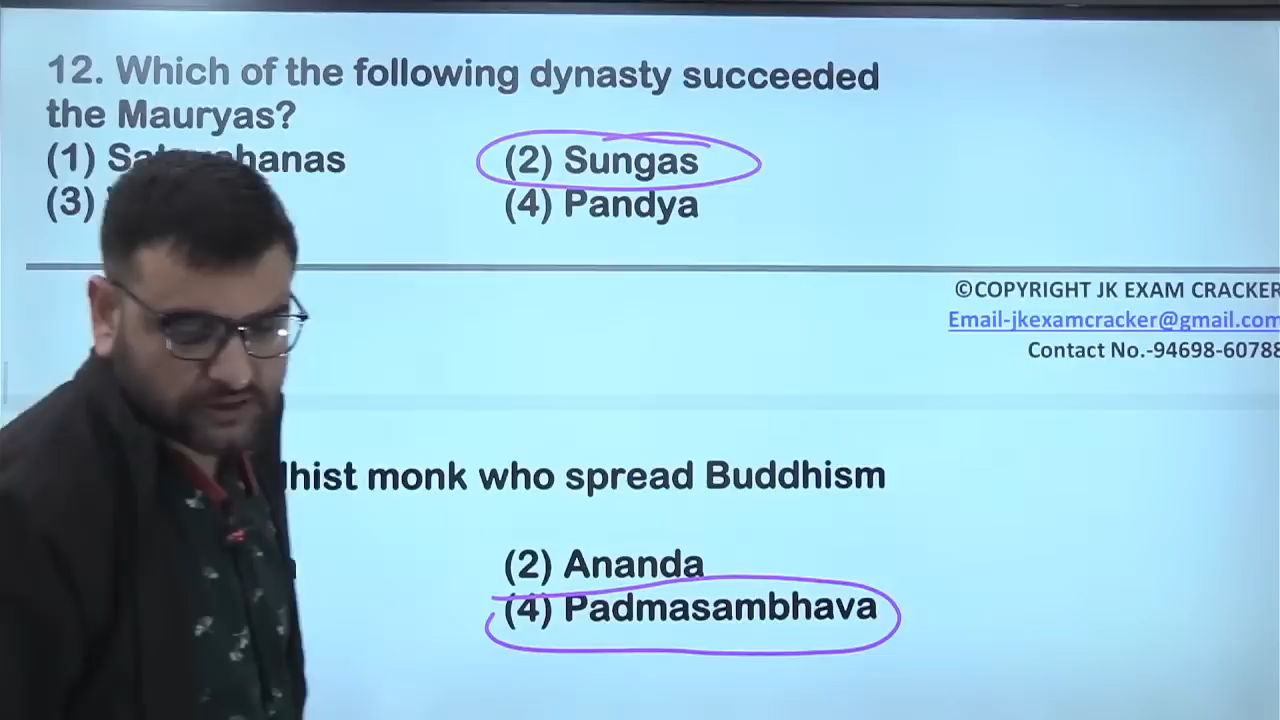 12. Which of the following dynasty succeeded
the Mauryas?
(1) (2) Sungas
(3) (4) Pandya
©COPYRIGHT JK EXAM CRACKER
Email-jkexamcracker@gmail.com
Contact No.-94698-60788
monk who spread Buddhism
(2) Ananda
(4) Padmasambhava